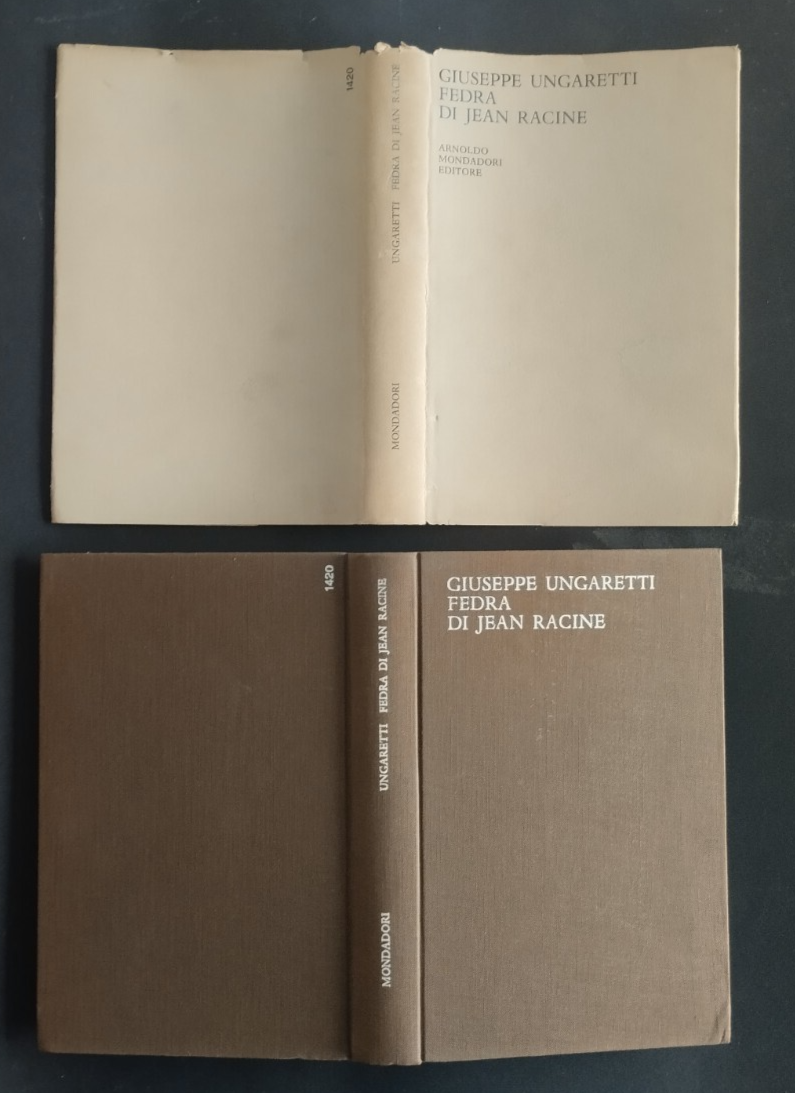 1420
UNGARETTI FEDRA DI JEAN RACINE
MONDADORI
GIUSEPPE UNGARETTI
FEDRA
DI JEAN RACINE
ARNOLDO
MONDADORI
EDITORE
1420
UNGARETTI FEDRA DI JEAN RACINE
MONDADORI
GIUSEPPE UNGARETTI
FEDRA
DI JEAN RACINE